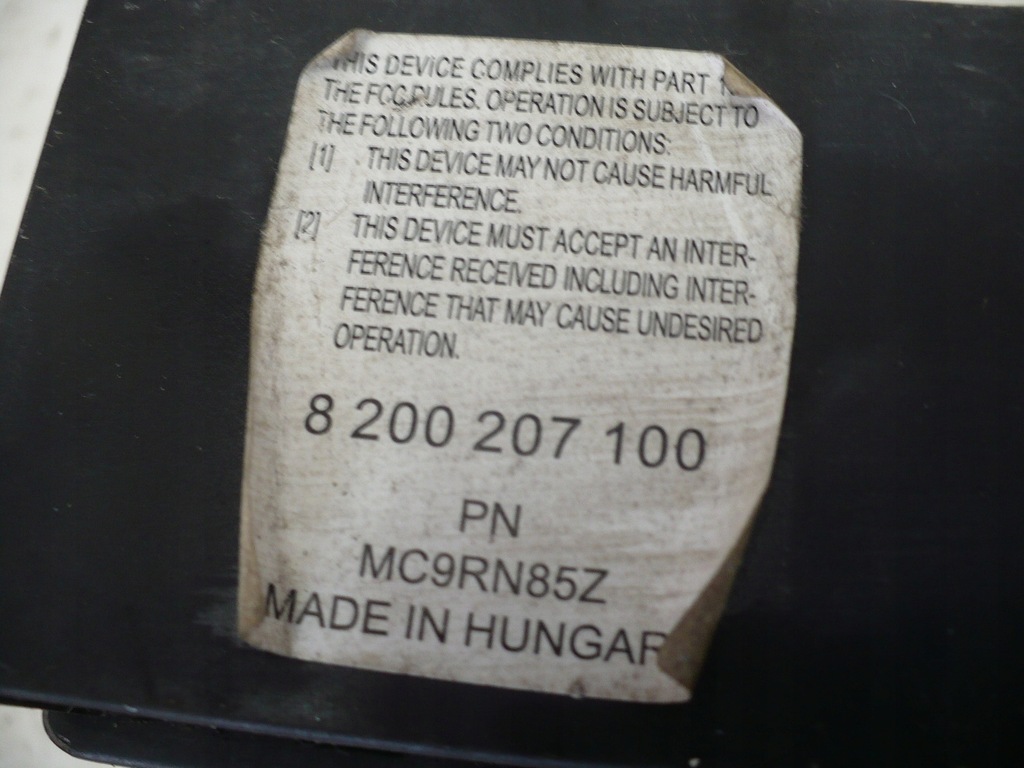 THIS DEVICE COMPLIES WITH PART
THE FCC RULES. OPERATION IS SUBJECT TO
THE FOLLOWING TWO CONDITIONS:
[1] THIS DEVICE MAY NOT CAUSE HARMFUL
INTERFERENCE.
[2] THIS DEVICE MUST ACCEPT AN INTER-
FERENCE RECEIVED INCLUDING INTER-
FERENCE THAT MAY CAUSE UNDESIRED
OPERATION.
8 200 207 100
PN
MC9RN85Z
MADE IN HUNGAR